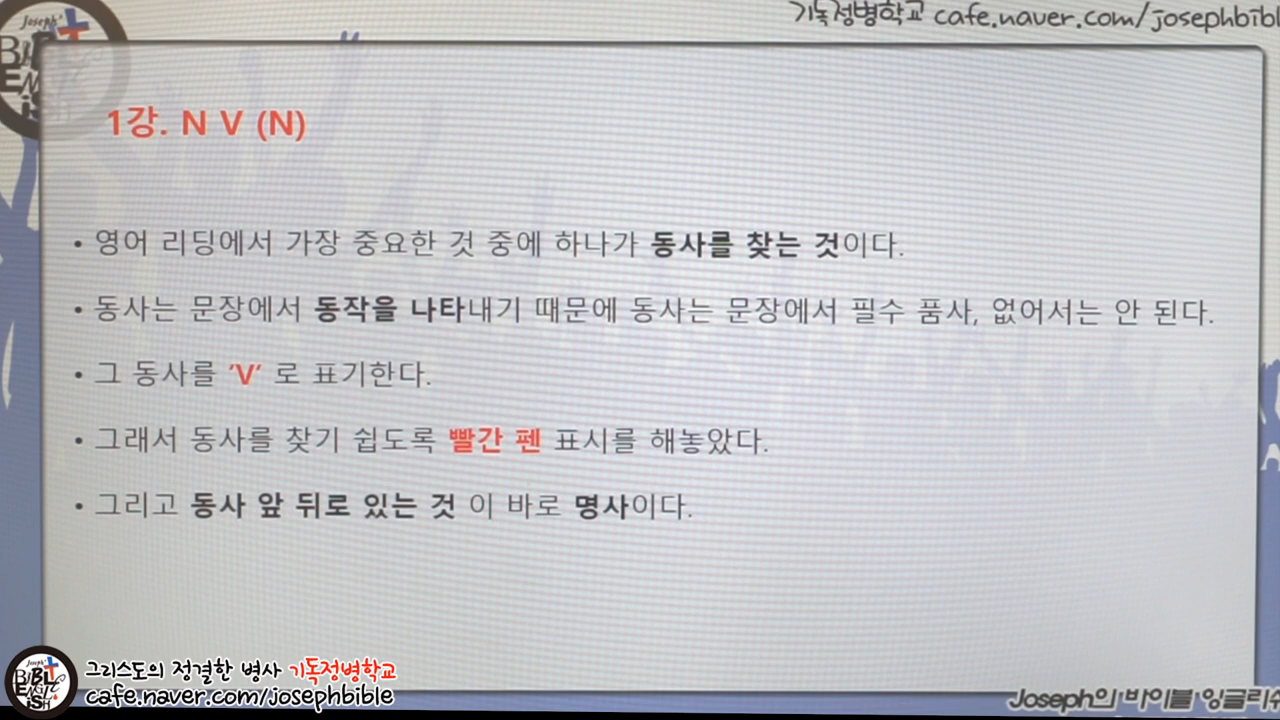 기독정병학교 cafe.naver.com/josephbibl
Joseph'
BIBL
ENGLISH
1강. N V (N)
• 영어 리딩에서 가장 중요한 것 중에 하나가 동사를 찾는 것이다.
• 동사는 문장에서 동작을 나타내기 때문에 동사는 문장에서 필수 품사, 없어서는 안 된다.
• 그 동사를 'V' 로 표기한다.
• 그래서 동사를 찾기 쉽도록 빨간 펜 표시를 해놓았다.
• 그리고 동사 앞 뒤로 있는 것 이 바로 명사이다.
Joseph's
BIBLE
ENGLISH
그리스도의 정결한 병사 기독정병학교
cafe.naver.com/josephbible
Joseph의 바이블 잉글리쉬